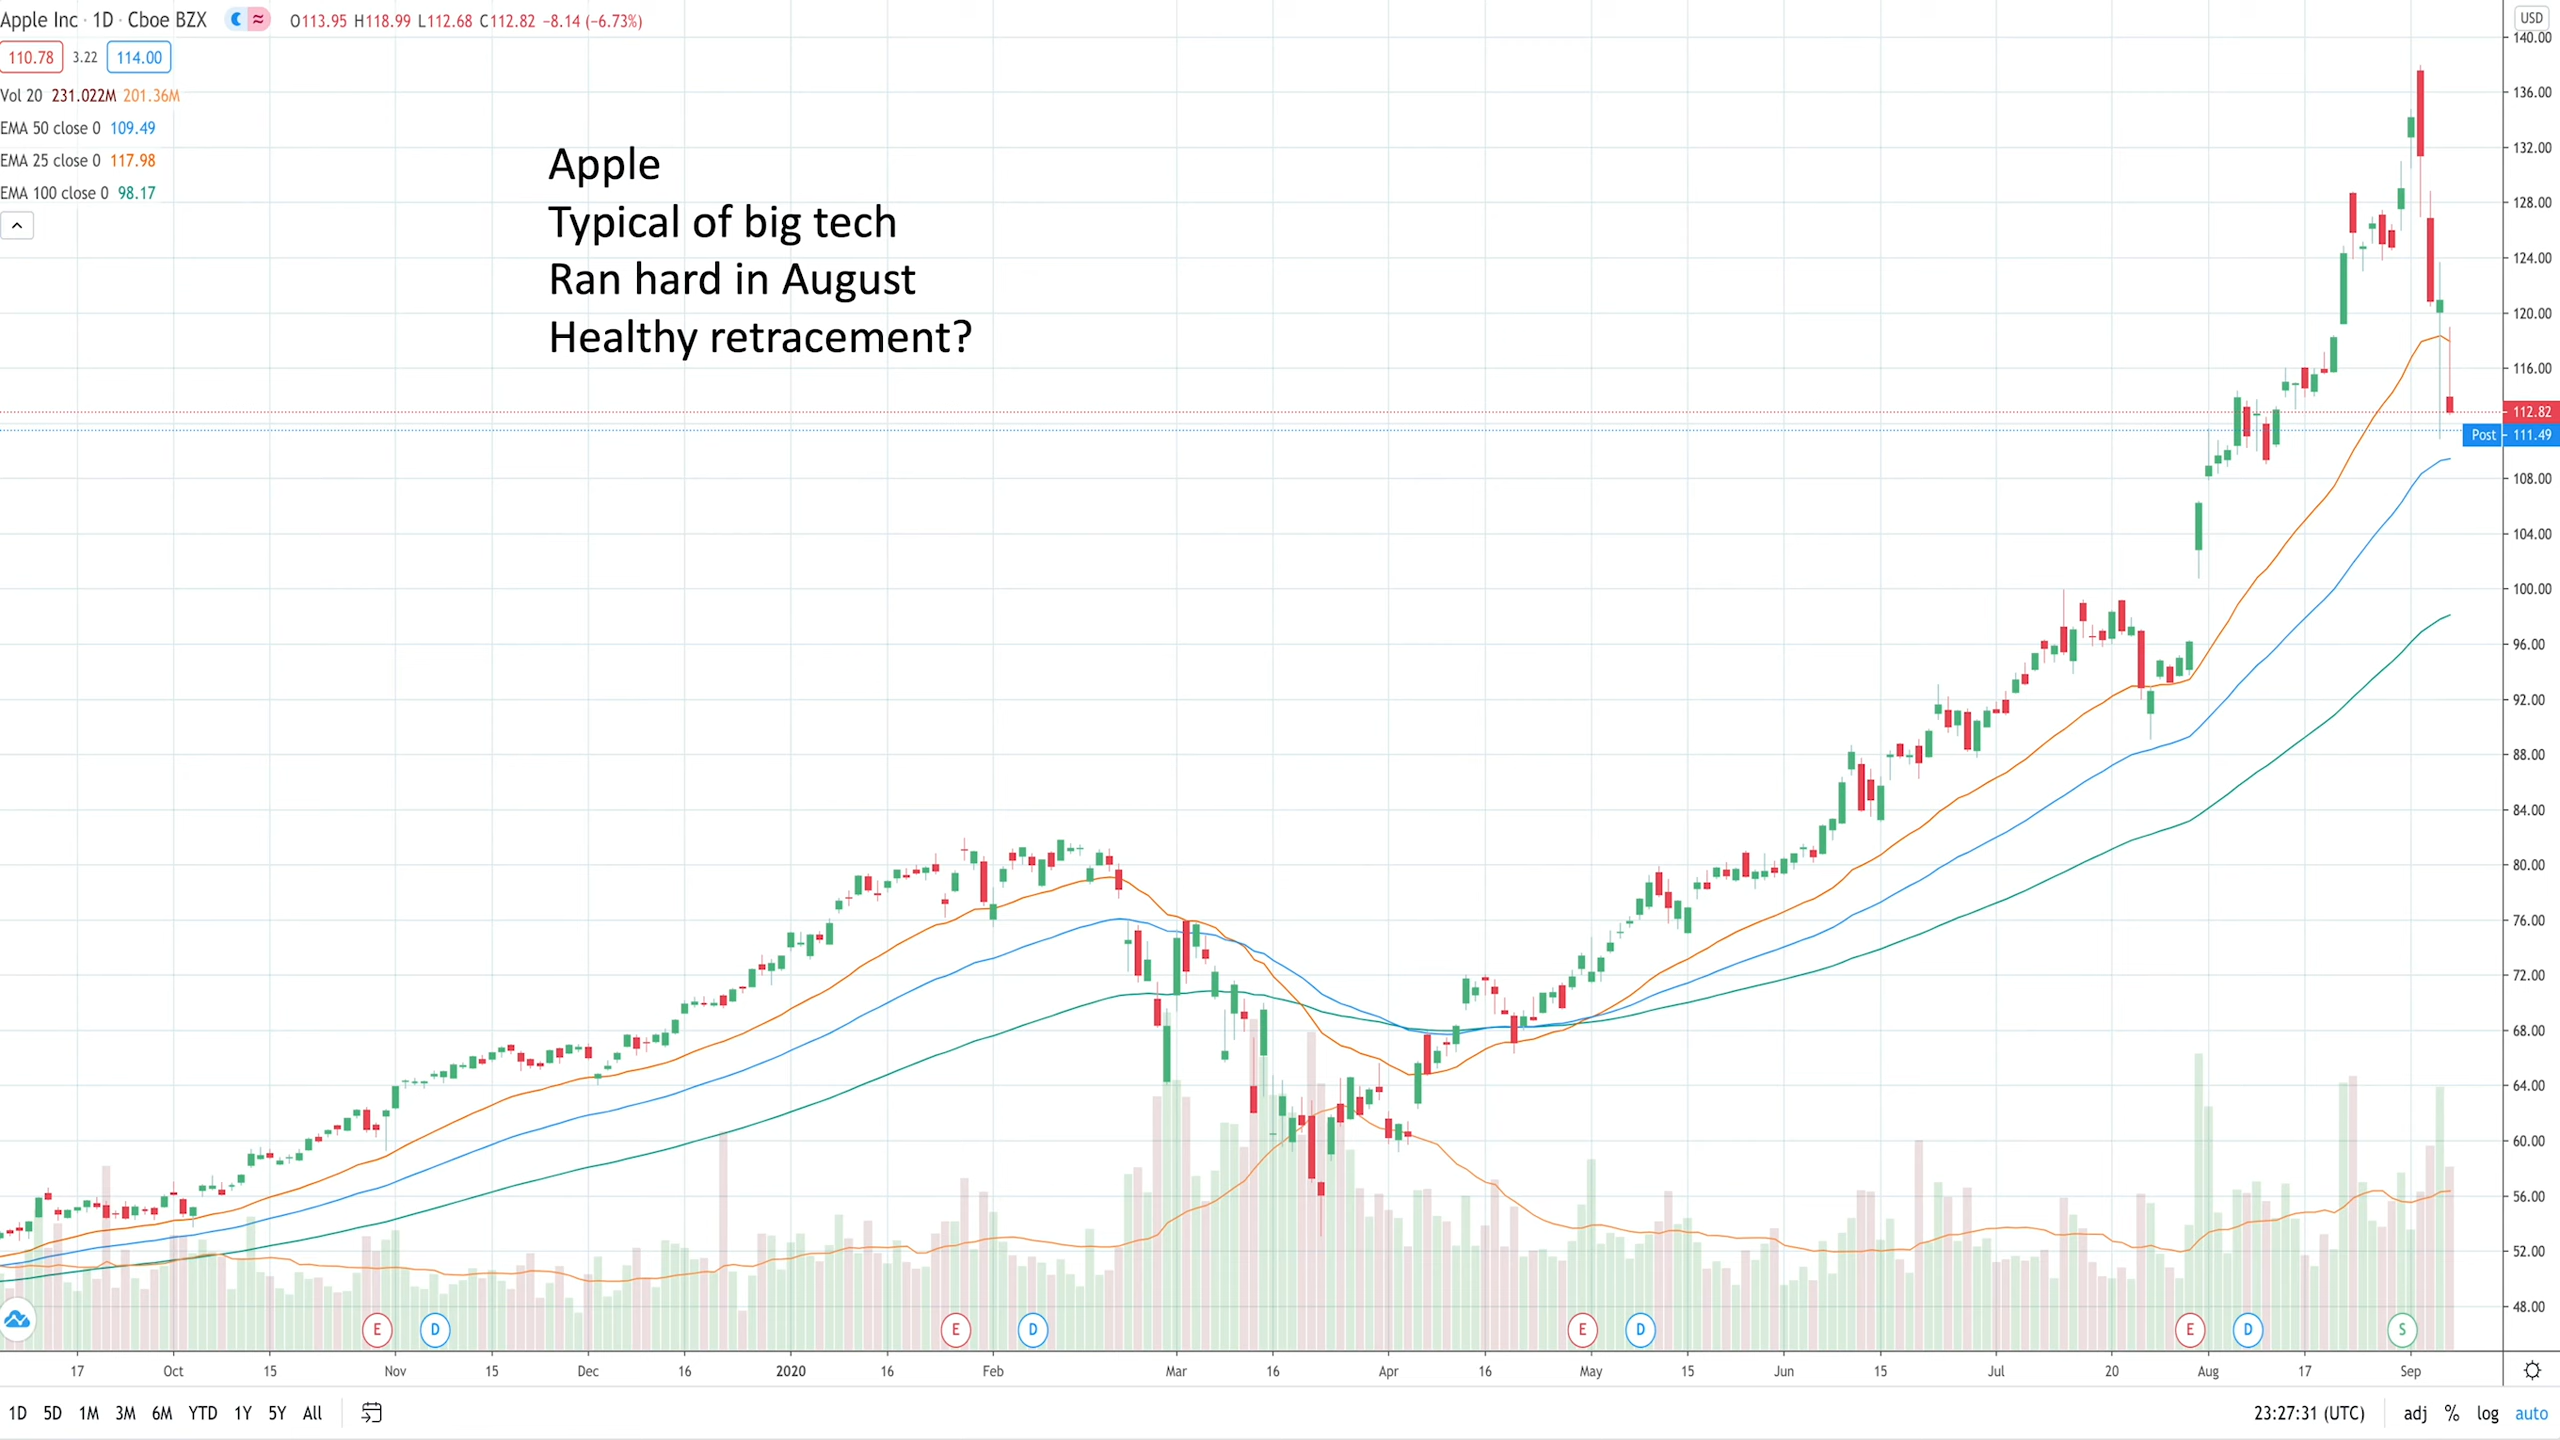 Apple Inc · 1D · Cboe BZX ≈ O113.95 H118.99 L112.68 C112.82 −8.14 (−6.73%)
110.78 3.22 114.00
Vol 20 231.022M 201.36M
EMA 50 close 0 109.49
EMA 25 close 0 117.98
EMA 100 close 0 98.17
Apple
Typical of big tech
Ran hard in August
Healthy retracement?
USD
140.00
136.00
132.00
128.00
124.00
120.00
116.00
112.82
Post 111.49
108.00
104.00
100.00
96.00
92.00
88.00
84.00
80.00
76.00
72.00
68.00
64.00
60.00
56.00
52.00
48.00
E D E D E D E D S
17 Oct 15 Nov 15 Dec 16 2020 16 Feb Mar 16 Apr 16 May 15 Jun 15 Jul 20 Aug 17 Sep
1D 5D 1M 3M 6M YTD 1Y 5Y All 23:27:31 (UTC) adj % log auto